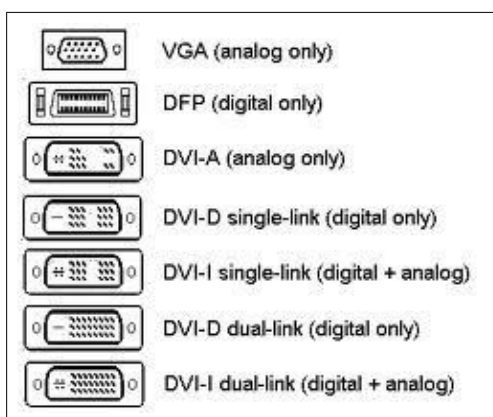 VGA (analog only)
DFP (digital only)
DVI-A (analog only)
DVI-D single-link (digital only)
DVI-I single-link (digital + analog)
DVI-D dual-link (digital only)
DVI-I dual-link (digital + analog)